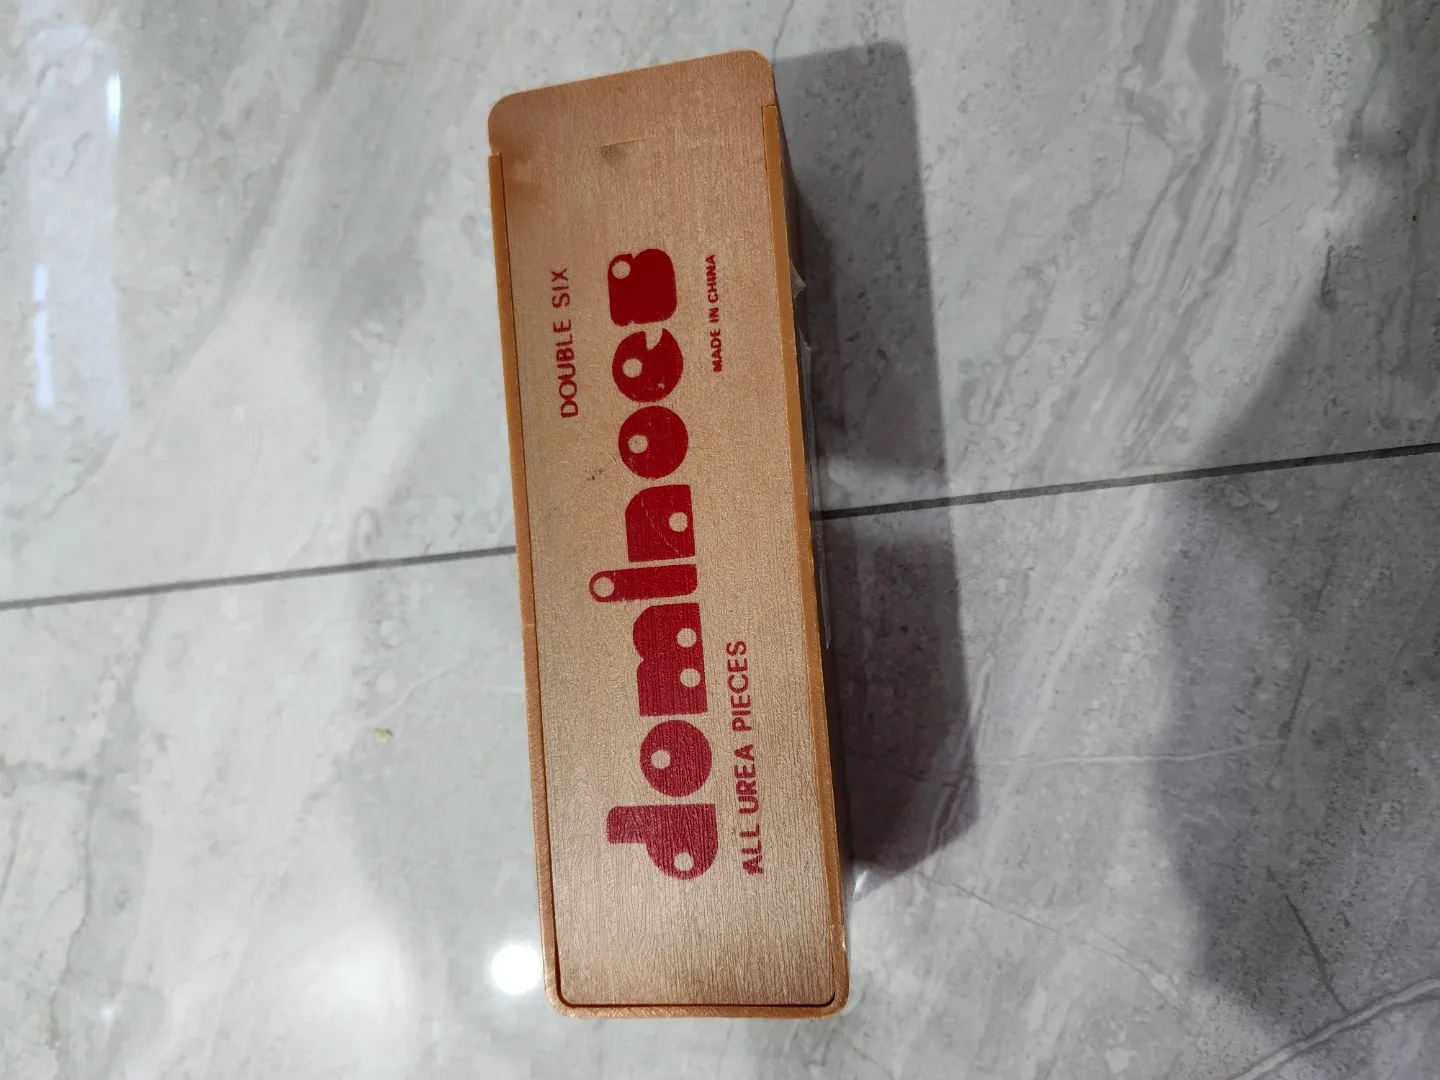 DOUBLE SIX
dominoes
MADE IN CHINA
ALL UREA PIECES